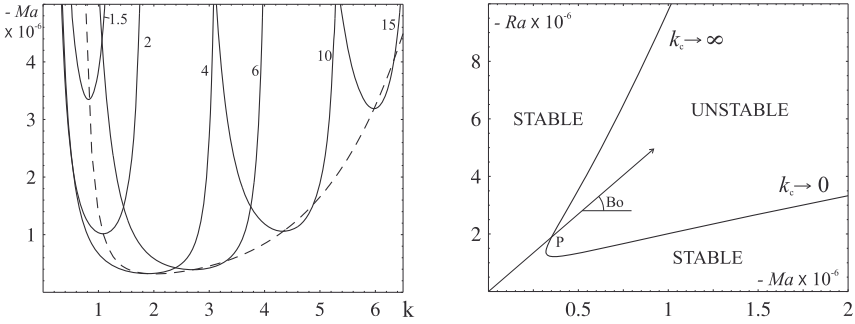 - Ma
x 10⁻⁶
4
3
2
1
1.5
2
4
6
10
15
1 2 3 4 5 6 k
- Ra x 10⁻⁶
8
6
4
2
k_c→∞
STABLE
UNSTABLE
k_c→0
Bo
P
STABLE
- Ma x 10⁻⁶
0.5 1 1.5 2